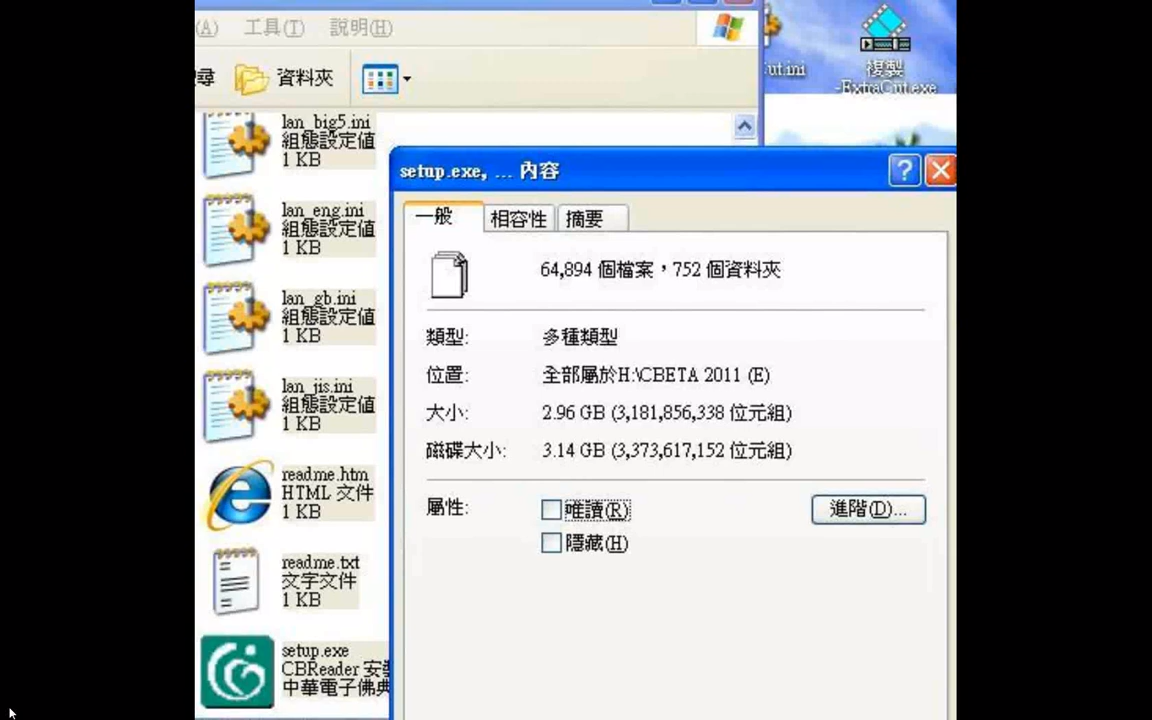 (A) 工具(T) 說明(H)
尋 資料夾
ut.ini
複製
-ExtraCut.exe
lan_big5.ini
組態設定值
1 KB
lan_eng.ini
組態設定值
1 KB
lan_gb.ini
組態設定值
1 KB
lan_jis.ini
組態設定值
1 KB
readme.htm
HTML 文件
1 KB
readme.txt
文字文件
1 KB
setup.exe
CBReader 安
中華電子佛典
setup.exe, ... 內容
一般 相容性 摘要
64,894 個檔案，752 個資料夾
類型: 多種類型
位置: 全部屬於H:\CBETA 2011 (E)
大小: 2.96 GB (3,181,856,338 位元組)
磁碟大小: 3.14 GB (3,373,617,152 位元組)
屬性: 唯讀(R) 進階(D)...
隱藏(H)